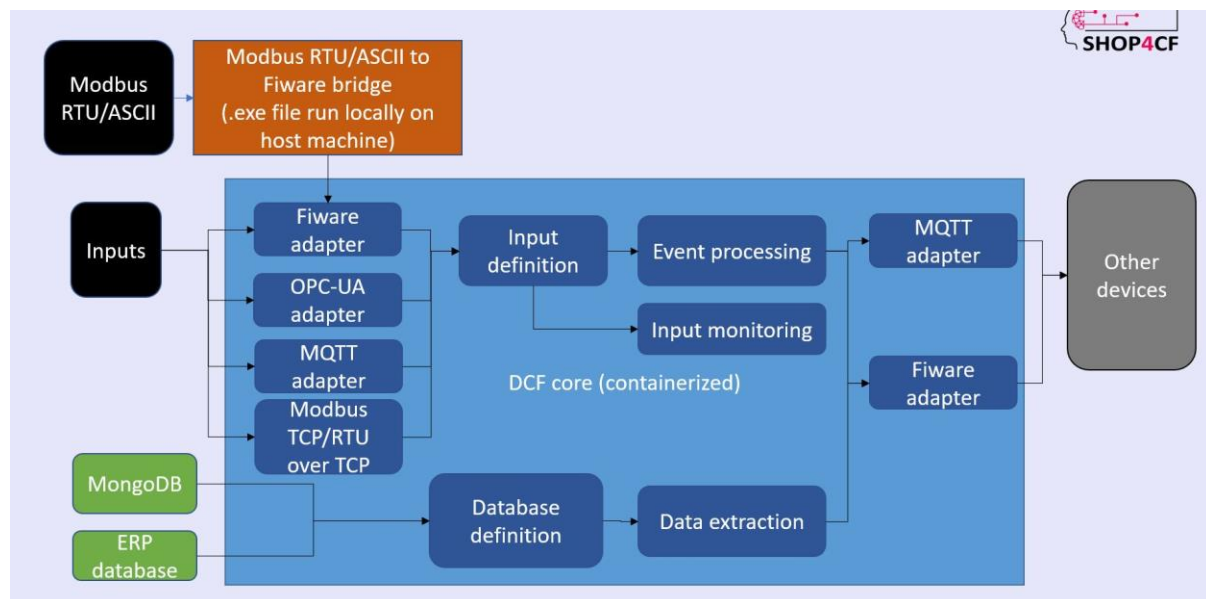 SHOP4CF
Modbus
RTU/ASCII
Modbus RTU/ASCII to
Fiware bridge
(.exe file run locally on
host machine)
Inputs
Fiware
adapter
OPC-UA
adapter
MQTT
adapter
Modbus
TCP/RTU
over TCP
Input
definition
Event processing
Input monitoring
DCF core (containerized)
MQTT
adapter
Fiware
adapter
Other
devices
MongoDB
ERP
database
Database
definition
Data extraction